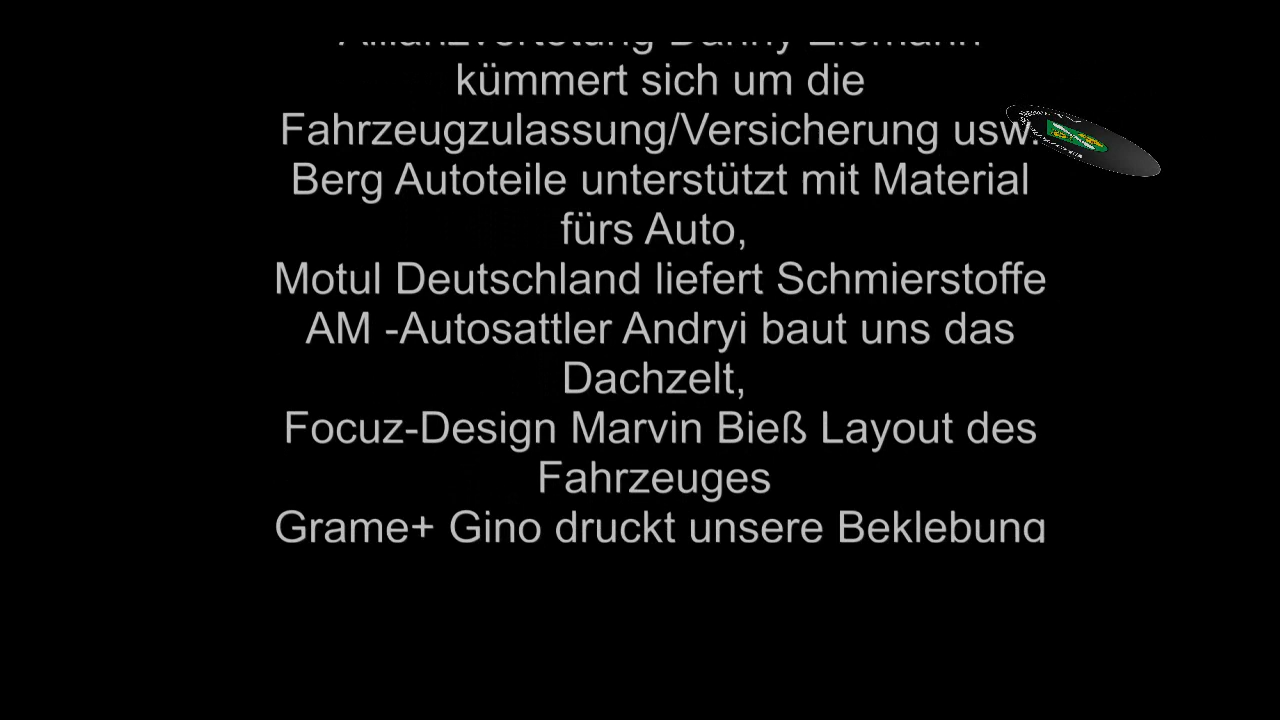 kümmert sich um die
Fahrzeugzulassung/Versicherung usw.
Berg Autoteile unterstützt mit Material
fürs Auto,
Motul Deutschland liefert Schmierstoffe
AM -Autosattler Andryi baut uns das
Dachzelt,
Focuz-Design Marvin Bieß Layout des
Fahrzeuges
Grame+ Gino druckt unsere Beklebung